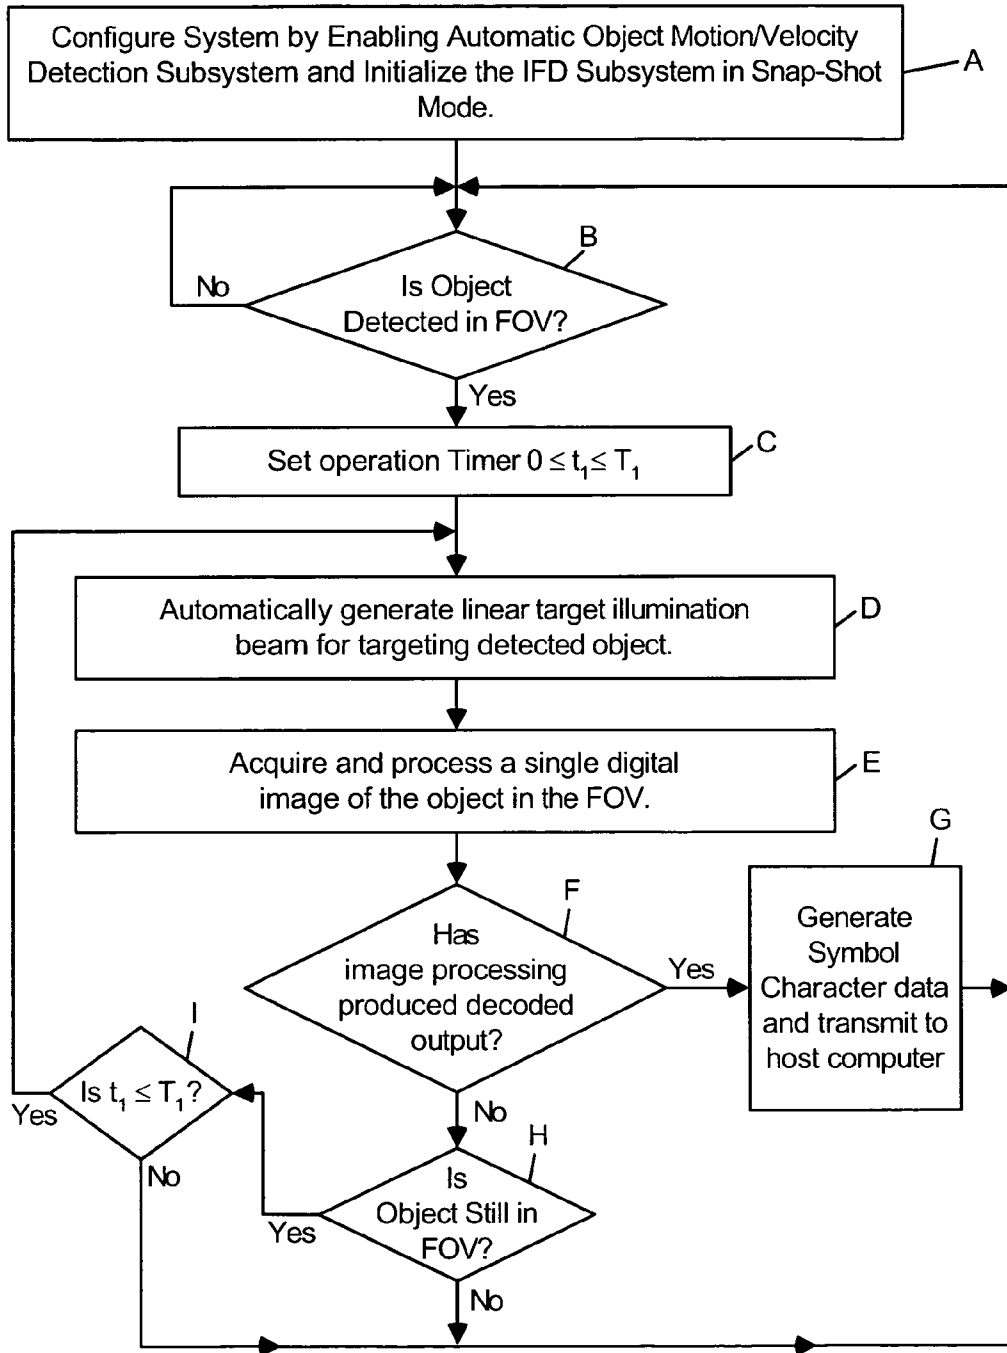 Configure System by Enabling Automatic Object Motion/Velocity
Detection Subsystem and Initialize the IFD Subsystem in Snap-Shot
Mode.
A
B
Is Object
Detected in FOV?
No
Yes
Set operation Timer 0 ≤ t₁ ≤ T₁
C
Automatically generate linear target illumination
beam for targeting detected object.
D
Acquire and process a single digital
image of the object in the FOV.
E
F
Has
image processing
produced decoded
output?
Yes
G
Generate
Symbol
Character data
and transmit to
host computer
No
I
Is t₁ ≤ T₁?
Yes
No
H
Is
Object Still in
FOV?
Yes
No